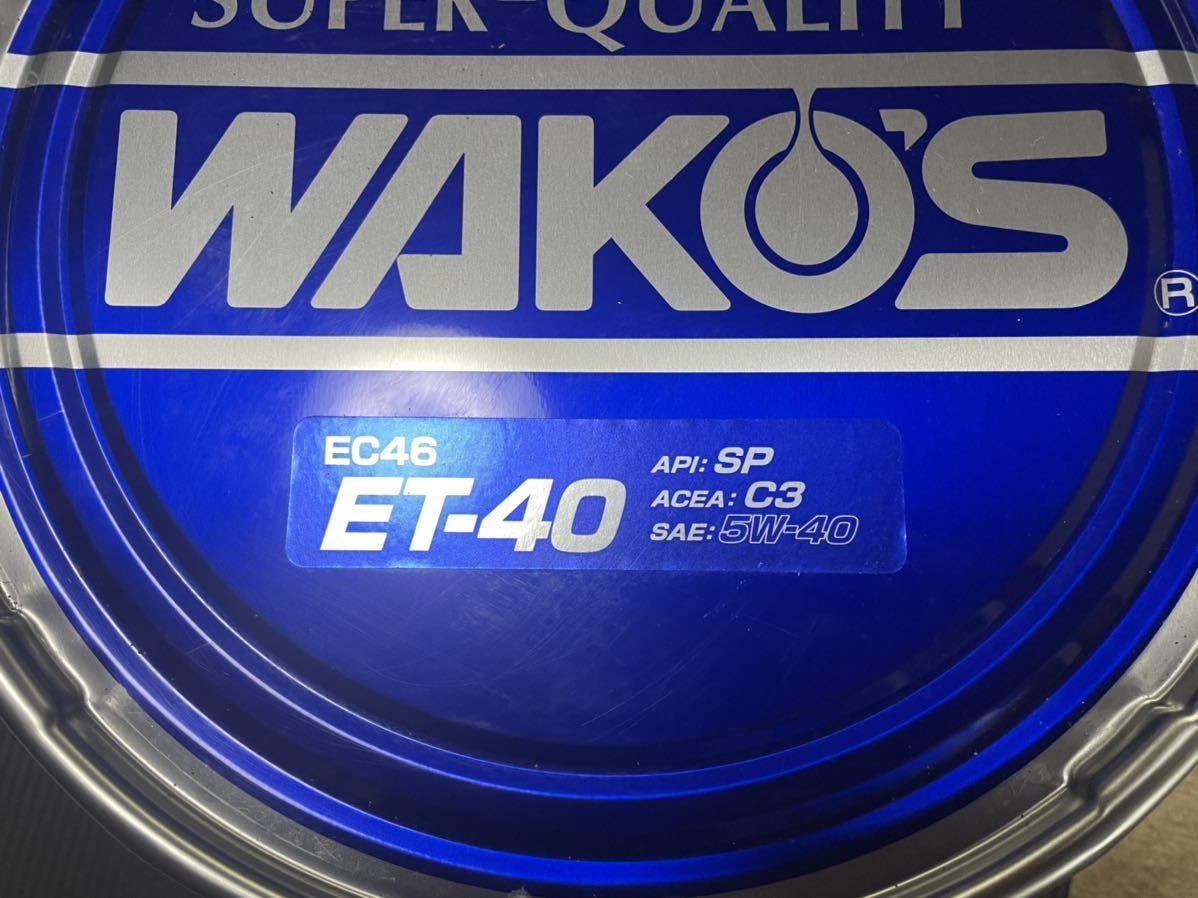 SUPER-QUALITY
WAKO'S
®
EC46
ET-40
API: SP
ACEA: C3
SAE: 5W-40